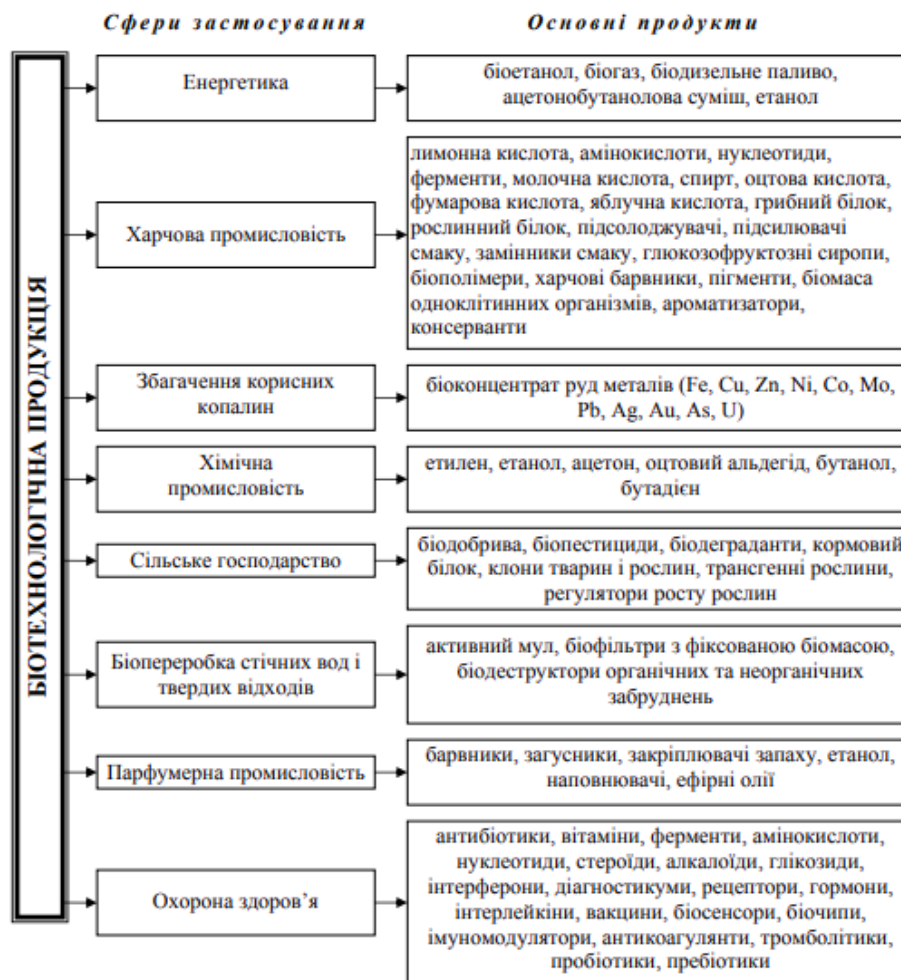 Сфери застосування
Основні продукти
БІОТЕХНОЛОГІЧНА ПРОДУКЦІЯ
Енергетика
біоетанол, біогаз, біодизельне паливо,
ацетонобутанолова суміш, етанол
Харчова промисловість
лимонна кислота, амінокислоти, нуклеотиди,
ферменти, молочна кислота, спирт, оцтова кислота,
фумарова кислота, яблучна кислота, грибний білок,
рослинний білок, підсолоджувачі, підсилювачі
смаку, замінники смаку, глюкозофруктозні сиропи,
біополімери, харчові барвники, пігменти, біомаса
одноклітинних організмів, ароматизатори,
консерванти
Збагачення корисних
копалин
біоконцентрат руд металів (Fe, Cu, Zn, Ni, Co, Mo,
Pb, Ag, Au, As, U)
Хімічна
промисловість
етилен, етанол, ацетон, оцтовий альдегід, бутанол,
бутадієн
Сільське господарство
біодобрива, біопестициди, біодеграданти, кормовий
білок, клони тварин і рослин, трансгенні рослини,
регулятори росту рослин
Біопереробка стічних вод і
твердих відходів
активний мул, біофільтри з фіксованою біомасою,
біодеструктори органічних та неорганічних
забруднень
Парфумерна промисловість
барвники, загусники, закріплювачі запаху, етанол,
наповнювачі, ефірні олії
Охорона здоров’я
антибіотики, вітаміни, ферменти, амінокислоти,
нуклеотиди, стероїди, алкалоїди, глікозиди,
інтерферони, діагностикуми, рецептори, гормони,
інтерлейкіни, вакцини, біосенсори, біочипи,
імуномодулятори, антикоагулянти, тромболітики,
пробіотики, пребіотики